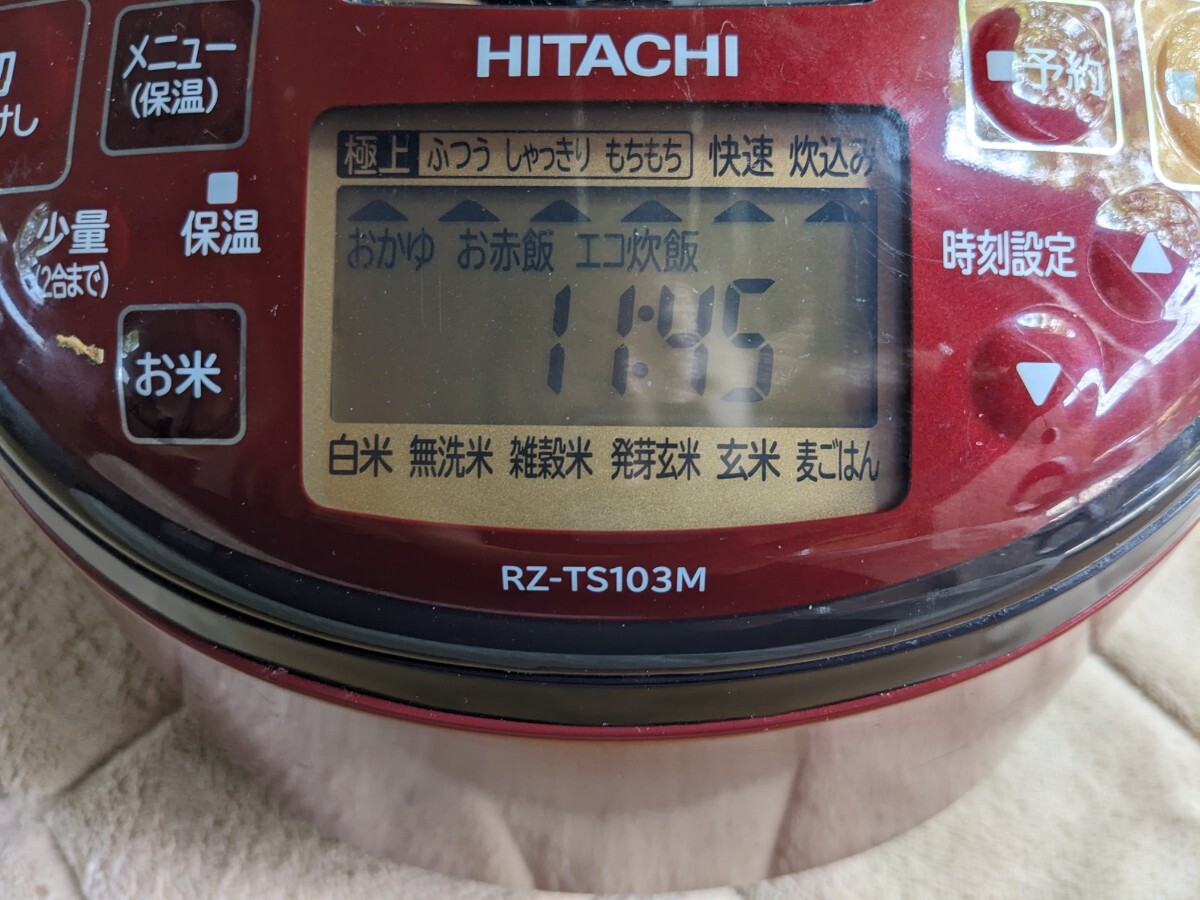 HITACHI
メニュー
(保温)
予約
極上 ふつう しゃっきり もちもち 快速 炊込み
少量
(2合まで)
保温
おかゆ お赤飯 エコ炊飯
時刻設定
11:45
お米
白米 無洗米 雑穀米 発芽玄米 玄米 麦ごはん
RZ-TS103M